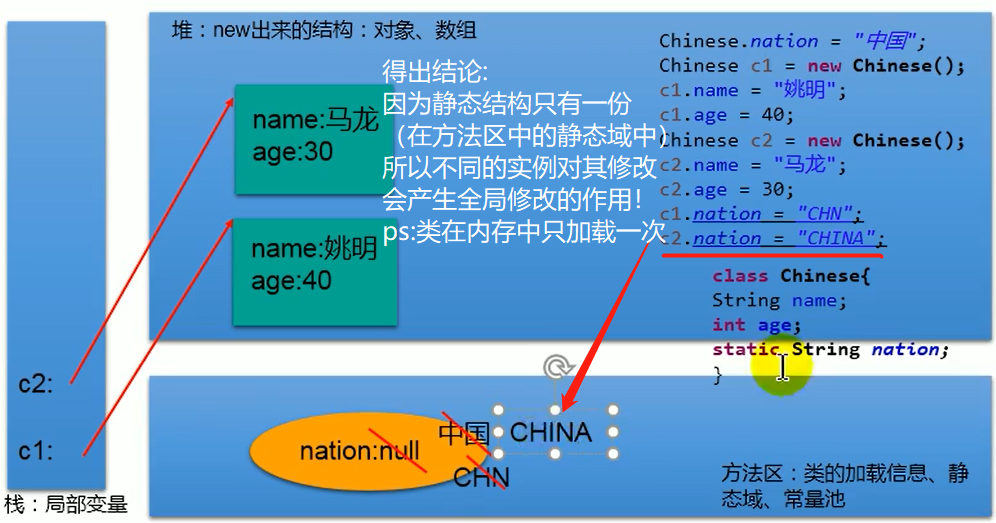 堆：new出来的结构：对象、数组
name:马龙
age:30
name:姚明
age:40
得出结论:
因为静态结构只有一份
（在方法区中的静态域中）
所以不同的实例对其修改
会产生全局修改的作用！
ps:类在内存中只加载一次
Chinese.nation = "中国";
Chinese c1 = new Chinese();
c1.name = "姚明";
c1.age = 40;
Chinese c2 = new Chinese();
c2.name = "马龙";
c2.age = 30;
c1.nation = "CHN";
c2.nation = "CHINA";
class Chinese{
String name;
int age;
static String nation;
}
c2:
c1:
栈：局部变量
nation:null
中国
CHN
CHINA
方法区：类的加载信息、静
态域、常量池